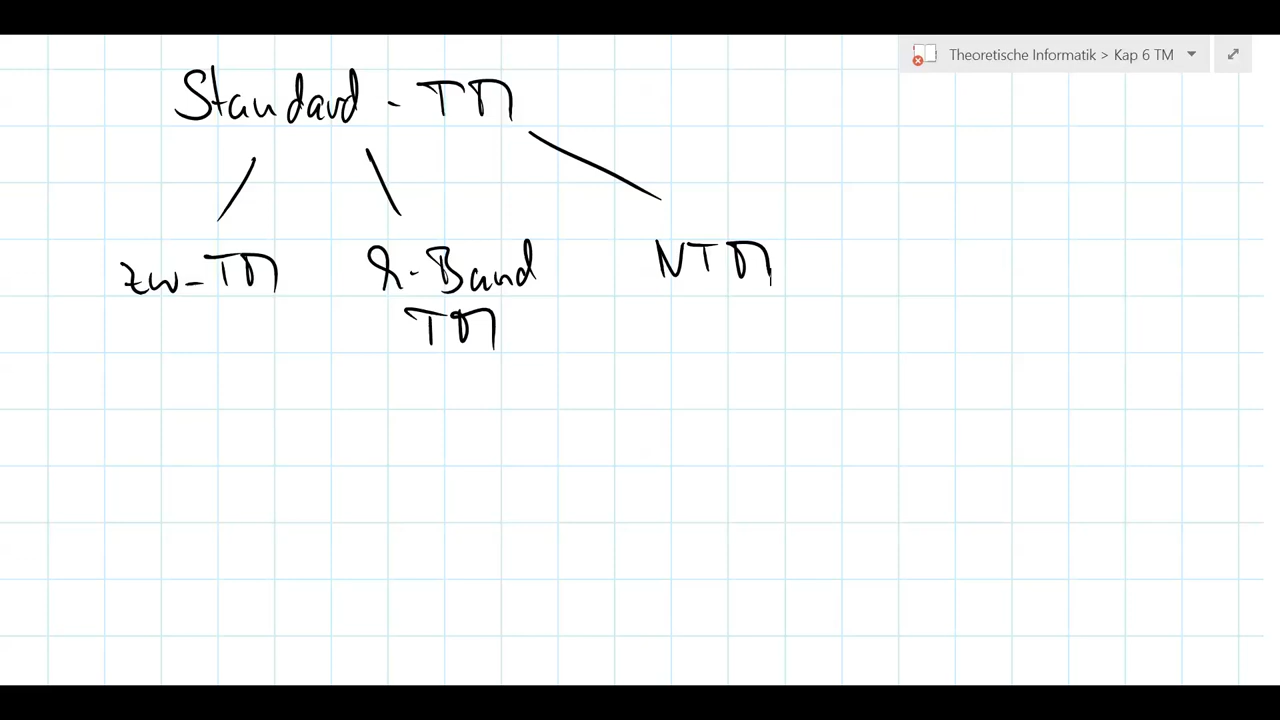 Theoretische Informatik > Kap 6 TM
Standard - TM
zw-TM
k-Band
TM
NTM